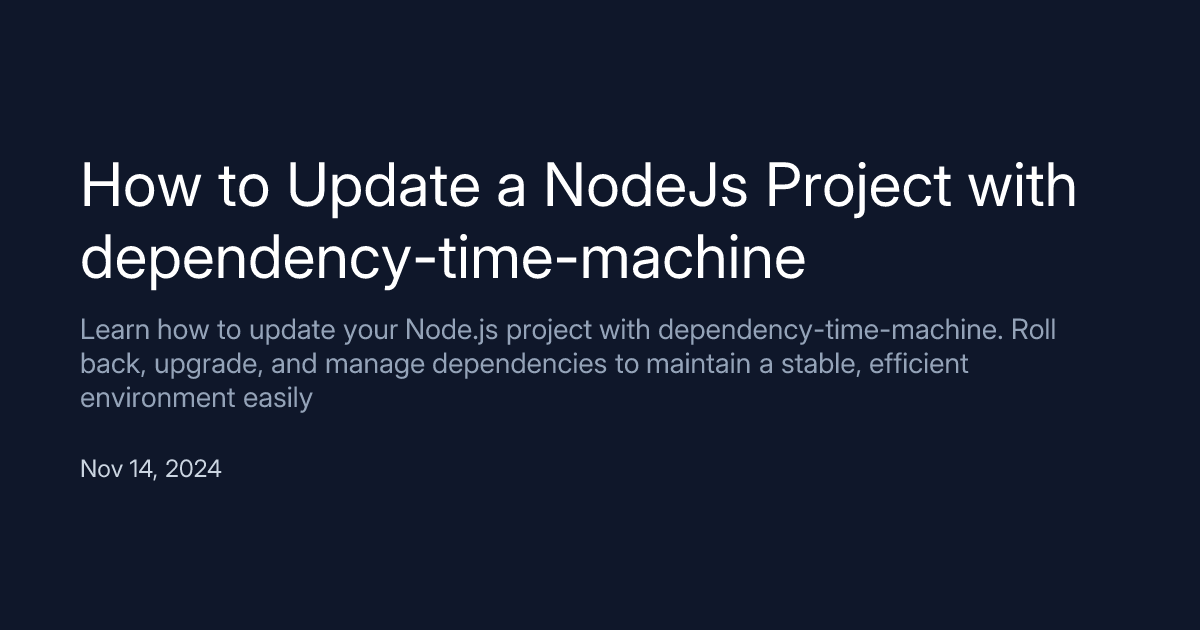 How to Update a NodeJs Project with
dependency-time-machine
Learn how to update your Node.js project with dependency-time-machine. Roll
back, upgrade, and manage dependencies to maintain a stable, efficient
environment easily
Nov 14, 2024